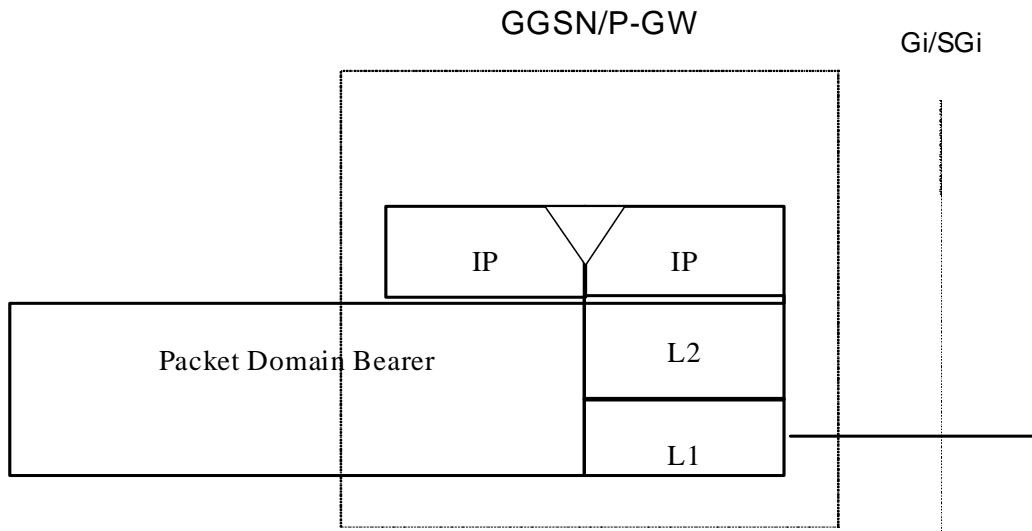 GGSN/P-GW
Gi/SGi
IP
IP
Packet Domain Bearer
L2
L1